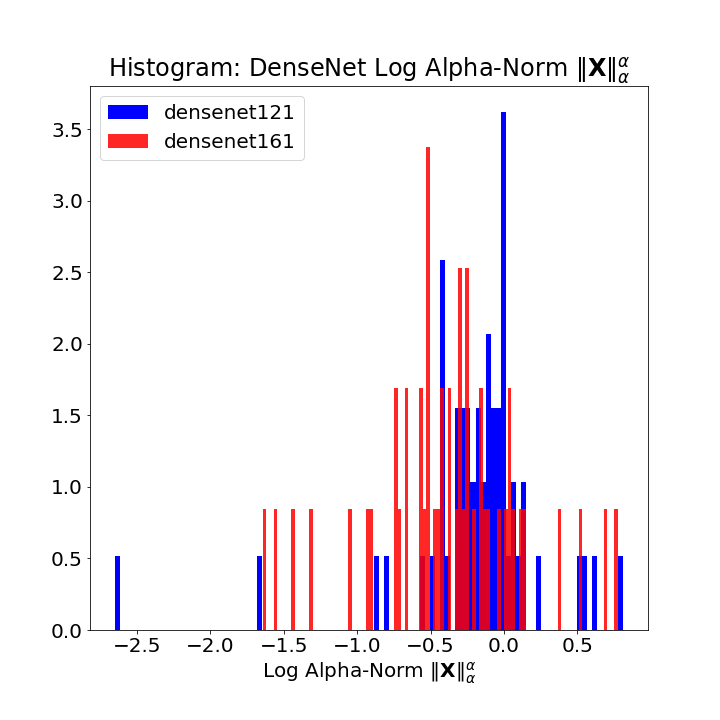 Histogram: DenseNet Log Alpha-Norm ‖X‖αα
densenet121
densenet161
3.5
3.0
2.5
2.0
1.5
1.0
0.5
0.0
−2.5 −2.0 −1.5 −1.0 −0.5 0.0 0.5
Log Alpha-Norm ‖X‖αα